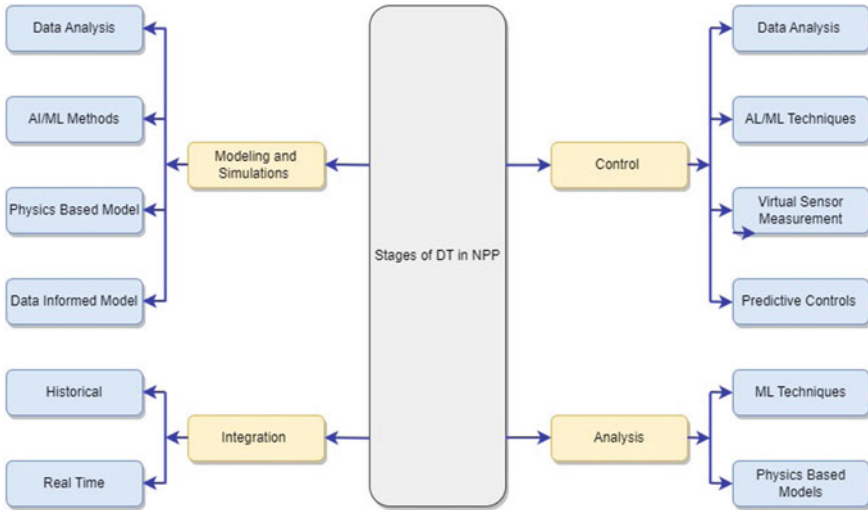 Data Analysis
AI/ML Methods
Physics Based Model
Data Informed Model
Modeling and
Simulations
Historical
Real Time
Integration
Stages of DT in NPP
Control
Data Analysis
AL/ML Techniques
Virtual Sensor
Measurement
Predictive Controls
Analysis
ML Techniques
Physics Based
Models